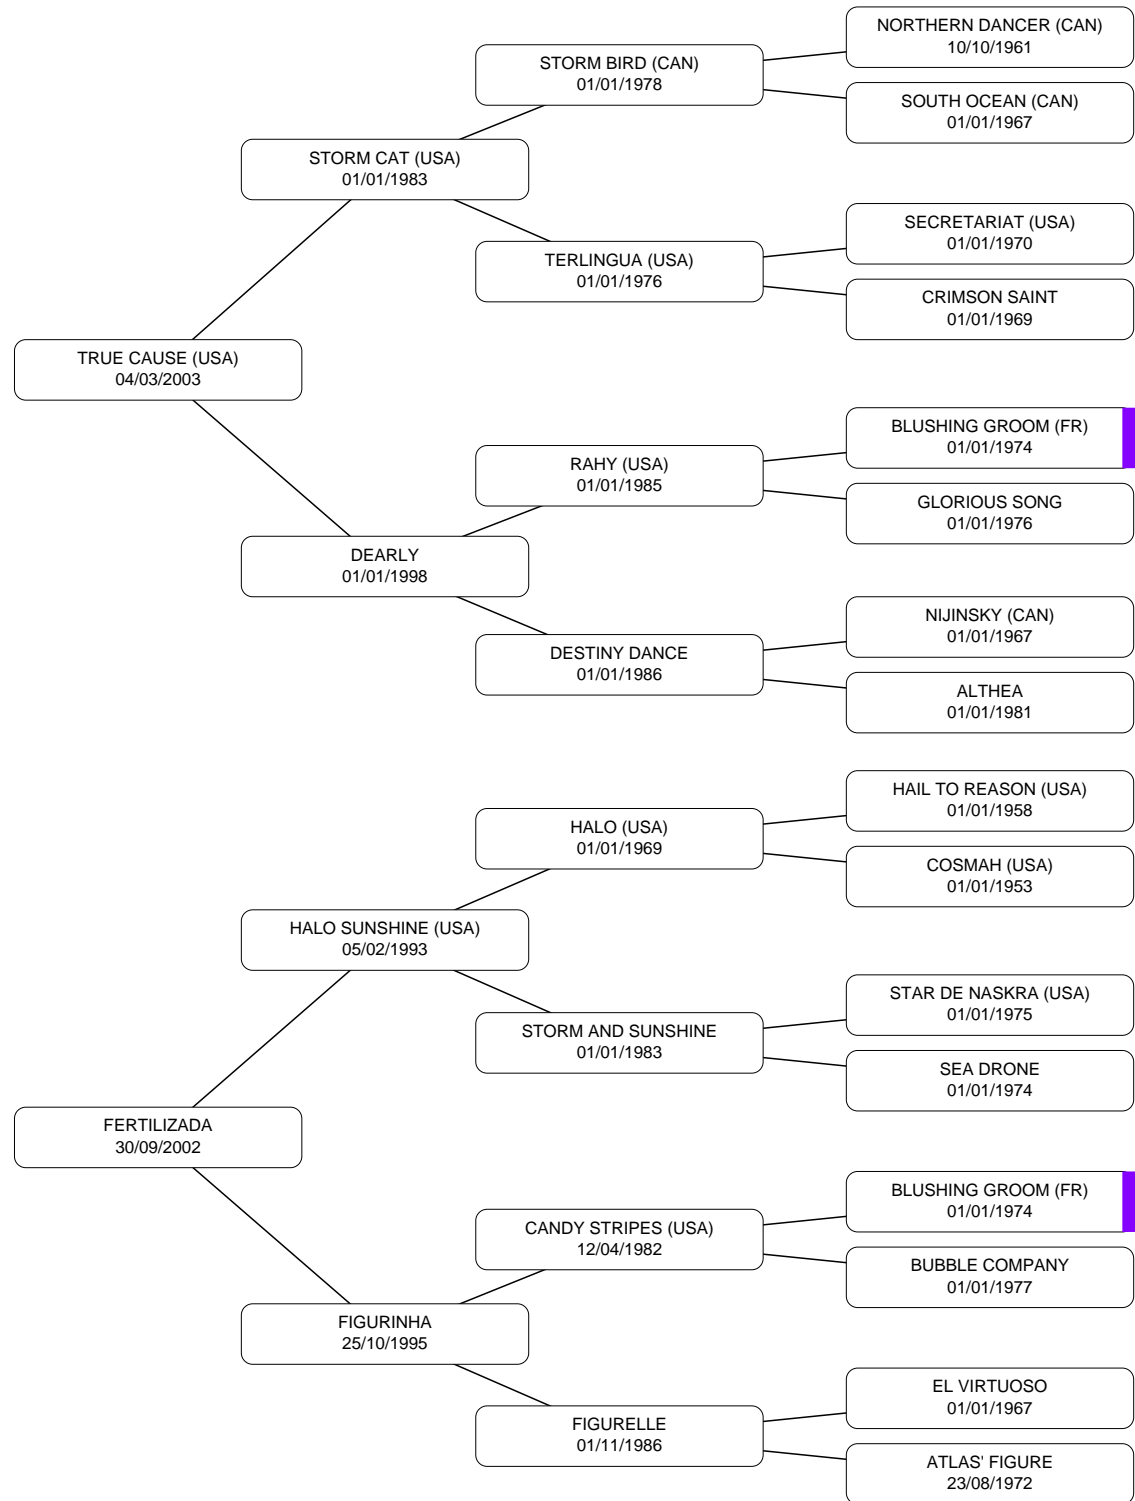 NORTHERN DANCER (CAN)
10/10/1961
STORM BIRD (CAN)
01/01/1978
SOUTH OCEAN (CAN)
01/01/1967
STORM CAT (USA)
01/01/1983
SECRETARIAT (USA)
01/01/1970
TERLINGUA (USA)
01/01/1976
CRIMSON SAINT
01/01/1969
TRUE CAUSE (USA)
04/03/2003
BLUSHING GROOM (FR)
01/01/1974
RAHY (USA)
01/01/1985
GLORIOUS SONG
01/01/1976
DEARLY
01/01/1998
NIJINSKY (CAN)
01/01/1967
DESTINY DANCE
01/01/1986
ALTHEA
01/01/1981
HAIL TO REASON (USA)
01/01/1958
HALO (USA)
01/01/1969
COSMAH (USA)
01/01/1953
HALO SUNSHINE (USA)
05/02/1993
STAR DE NASKRA (USA)
01/01/1975
STORM AND SUNSHINE
01/01/1983
SEA DRONE
01/01/1974
FERTILIZADA
30/09/2002
BLUSHING GROOM (FR)
01/01/1974
CANDY STRIPES (USA)
12/04/1982
BUBBLE COMPANY
01/01/1977
FIGURINHA
25/10/1995
EL VIRTUOSO
01/01/1967
FIGURELLE
01/11/1986
ATLAS' FIGURE
23/08/1972